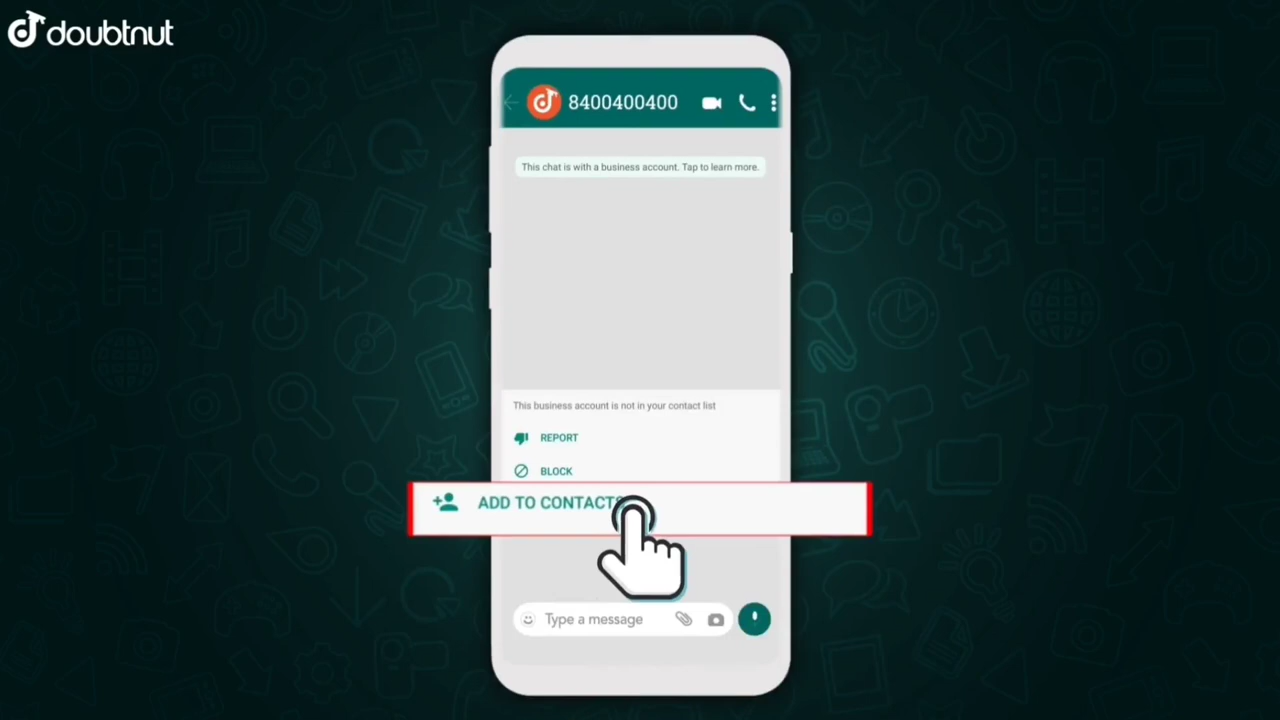 doubtnut
8400400400
This chat is with a business account. Tap to learn more.
This business account is not in your contact list
REPORT
BLOCK
ADD TO CONTACTS
Type a message